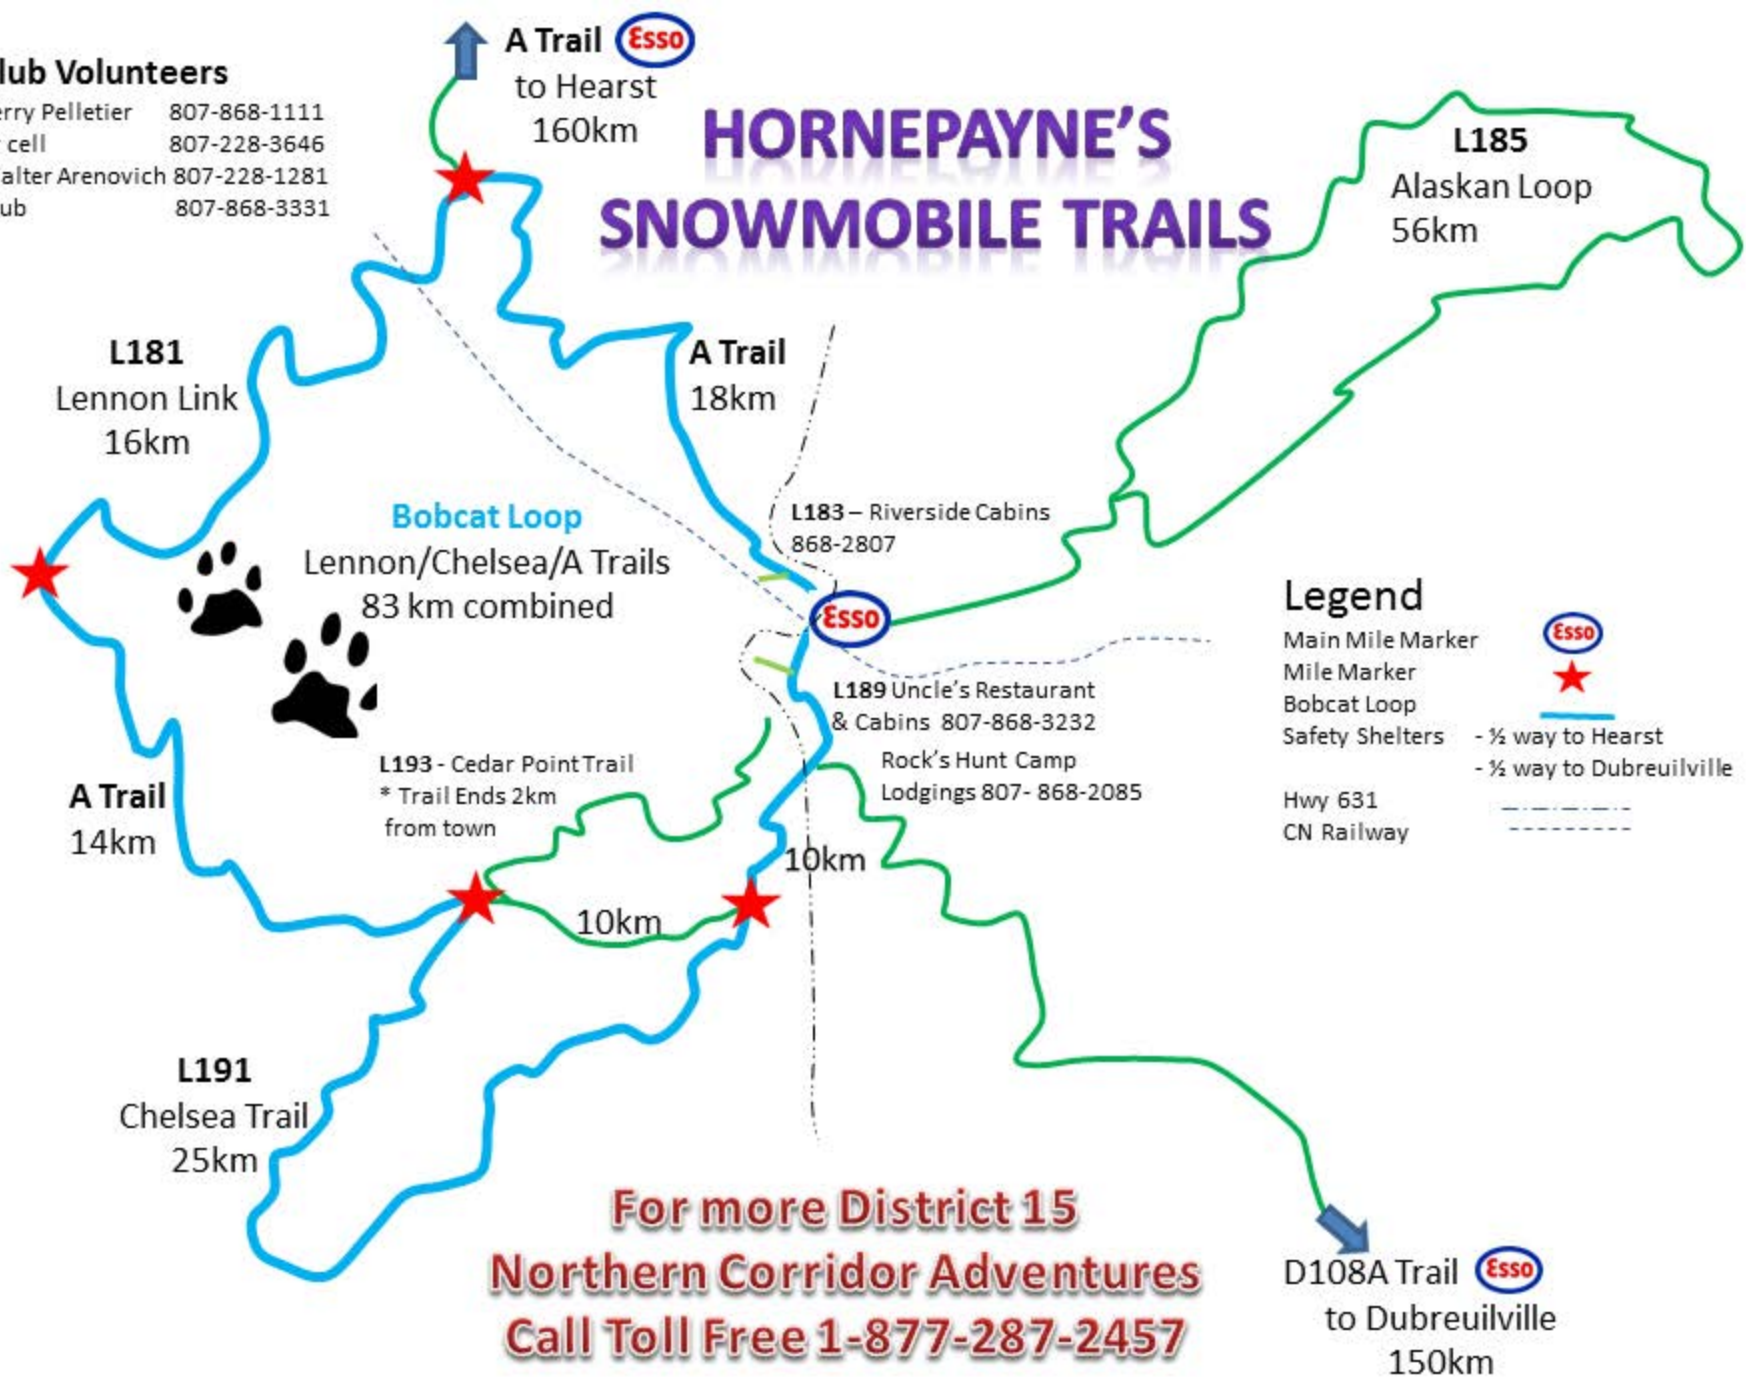 lub Volunteers
erry Pelletier 807-868-1111
cell 807-228-3646
alter Arenovich 807-228-1281
ub 807-868-3331
A Trail Esso
to Hearst
160km
HORNEPAYNE'S
SNOWMOBILE TRAILS
L185
Alaskan Loop
56km
L181
Lennon Link
16km
A Trail
18km
Bobcat Loop
Lennon/Chelsea/A Trails
83 km combined
L183 – Riverside Cabins
868-2807
Esso
L189 Uncle's Restaurant
& Cabins 807-868-3232
Rock's Hunt Camp
Lodgings 807- 868-2085
Legend
Main Mile Marker Esso
Mile Marker
Bobcat Loop
Safety Shelters - ½ way to Hearst
- ½ way to Dubreuilville
Hwy 631
CN Railway
L193 - Cedar Point Trail
* Trail Ends 2km
from town
A Trail
14km
10km
10km
L191
Chelsea Trail
25km
For more District 15
Northern Corridor Adventures
Call Toll Free 1-877-287-2457
D108A Trail Esso
to Dubreuilville
150km